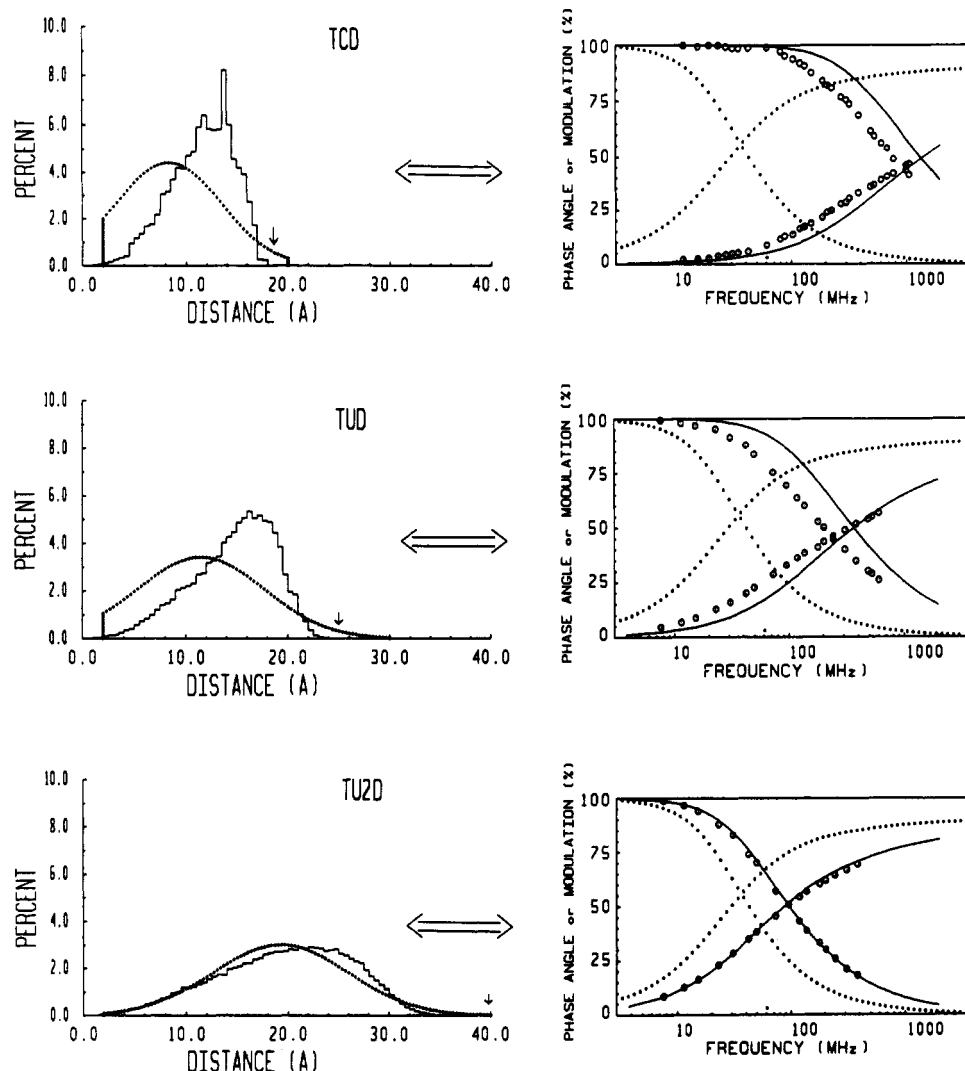 TCD
10.0
8.0
6.0
4.0
2.0
0.0
PERCENT
0.0 10.0 20.0 30.0 40.0
DISTANCE (A)
PHASE ANGLE or MODULATION (%)
100
75
50
25
0
10 100 1000
FREQUENCY (MHz)
TUD
10.0
8.0
6.0
4.0
2.0
0.0
PERCENT
0.0 10.0 20.0 30.0 40.0
DISTANCE (A)
PHASE ANGLE or MODULATION (%)
100
75
50
25
0
10 100 1000
FREQUENCY (MHz)
TU2D
10.0
8.0
6.0
4.0
2.0
0.0
PERCENT
0.0 10.0 20.0 30.0 40.0
DISTANCE (A)
PHASE ANGLE or MODULATION (%)
100
75
50
25
0
10 100 1000
FREQUENCY (MHz)